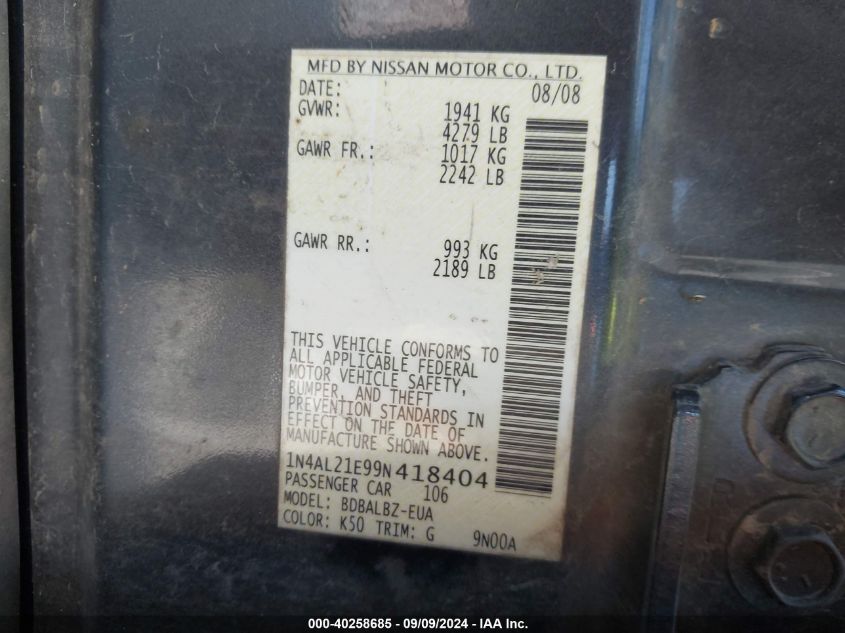 MFD BY NISSAN MOTOR CO., LTD.
DATE: 08/08
GVWR: 1941 KG
4279 LB
GAWR FR.: 1017 KG
2242 LB
GAWR RR.: 993 KG
2189 LB
THIS VEHICLE CONFORMS TO
ALL APPLICABLE FEDERAL
MOTOR VEHICLE SAFETY,
BUMPER, AND THEFT
PREVENTION STANDARDS IN
EFFECT ON THE DATE OF
MANUFACTURE SHOWN ABOVE.
1N4AL21E99N418404
PASSENGER CAR 106
MODEL: BDBALBZ-EUA
COLOR: K50 TRIM: G 9N00A
000-40258685 - 09/09/2024 - IAA Inc.